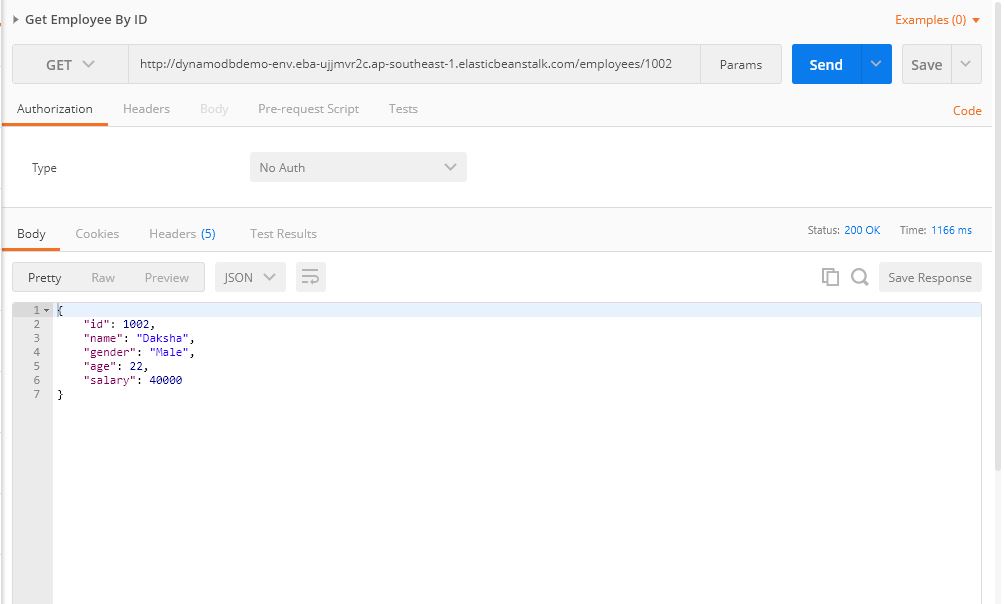 Get Employee By ID
Examples (0)
GET http://dynamodbdemo-env.eba-ujjmvr2c.ap-southeast-1.elasticbeanstalk.com/employees/1002 Params Send Save
Authorization Headers Body Pre-request Script Tests Code
Type No Auth
Body Cookies Headers (5) Test Results Status: 200 OK Time: 1166 ms
Pretty Raw Preview JSON Save Response
1 {
2 "id": 1002,
3 "name": "Daksha",
4 "gender": "Male",
5 "age": 22,
6 "salary": 40000
7 }